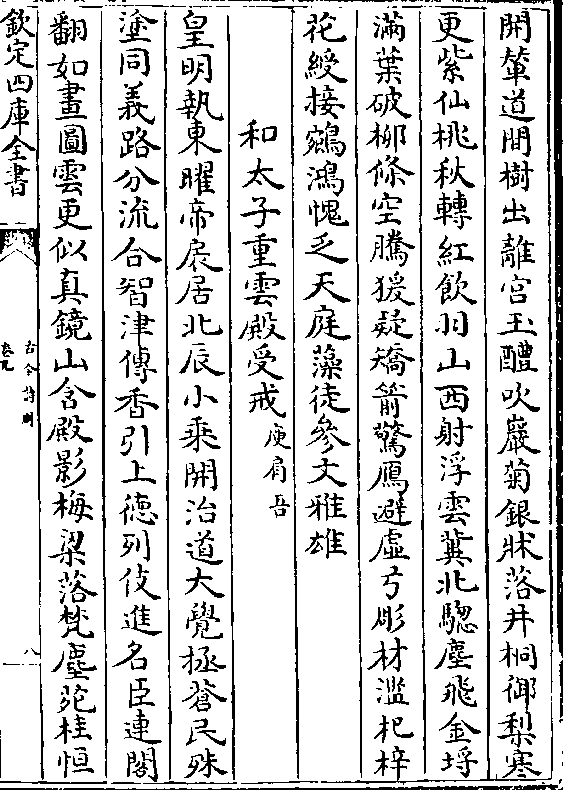 開輦道間樹出離宮玉醴吹巖菊銀牀落井桐御梨寒
更紫仙桃秋轉紅飲羽山西射浮雲冀北驄塵飛金埒
滿葉破柳條空騰猨疑矯箭驚鴈避虛弓彫材濫杞梓
花綬接鵷鴻愧乏天庭藻徒參文雅雄
和太子重雲殿受戒庾肩吾
皇明執東曜帝扆居北辰小乗開治道大覺拯蒼民殊
塗同義路分流合智津傳香引上德列伎進名臣連閣
翻如畫圖雲更似真鏡山含殿影梅梁落梵塵苑桂恒
欽定四庫全書
古今詩刪
卷九
八